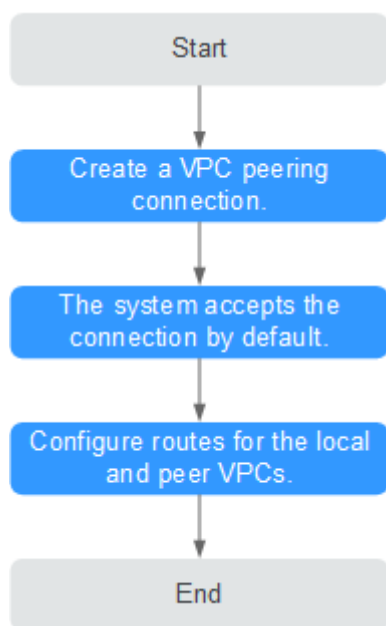 Start
Create a VPC peering
connection.
The system accepts the
connection by default.
Configure routes for the local
and peer VPCs.
End